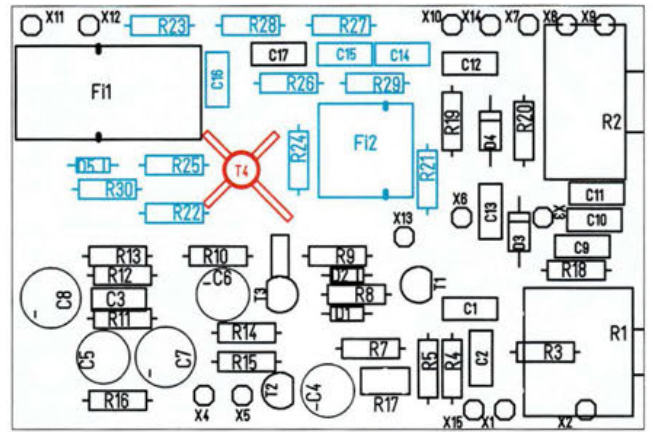 X11 X12 R23 R28 R27 X10 X14 X7 X8 X9
C17 C15 C14
C16 C12
Fi1 R26 R29
R19 D4 R20 R2
R24 Fi2
D5 R25 T4 R21
R30 C11
R22 X6 C13 X3 C10
X13 D3
R13 R10 R9 C9
R12 C6 D2 R18
C8 C3 T3 R8 T1
R11 D1 C1
R14 R1
C5 C7 R15 R7 R5 R4 C2 R3
T2 C4 R17
R16 X4 X5 X15 X1 X2